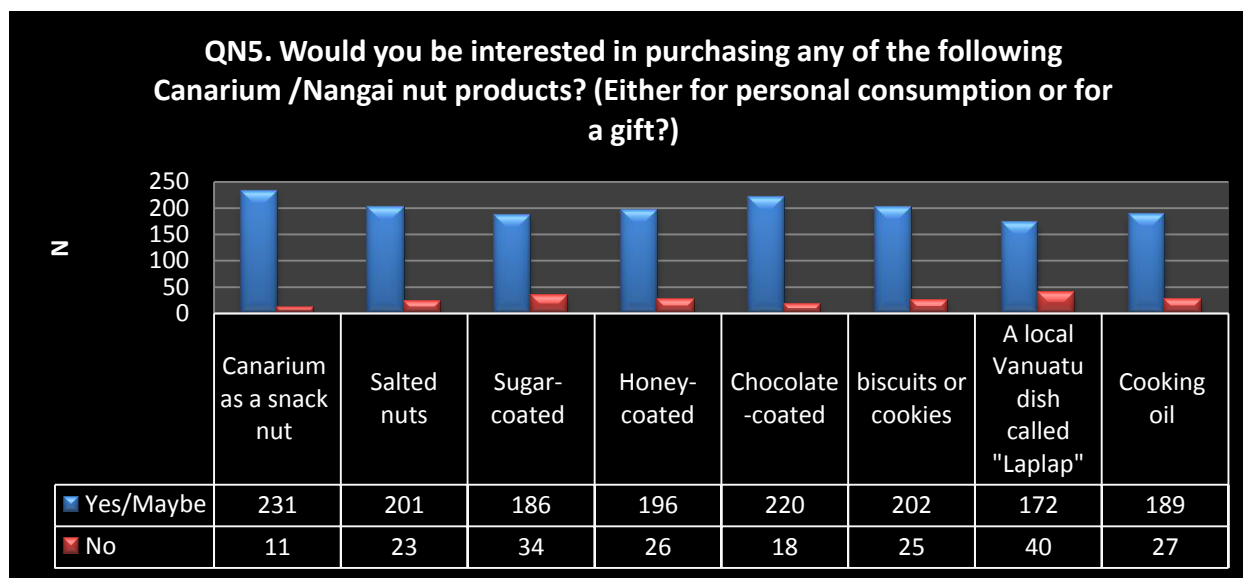 QN5. Would you be interested in purchasing any of the following
Canarium /Nangai nut products? (Either for personal consumption or for
a gift?)
N
250
200
150
100
50
0
Canarium
as a snack
nut
Salted
nuts
Sugar-
coated
Honey-
coated
Chocolate
-coated
biscuits or
cookies
A local
Vanuatu
dish
called
"Laplap"
Cooking
oil
Yes/Maybe 231 201 186 196 220 202 172 189
No 11 23 34 26 18 25 40 27